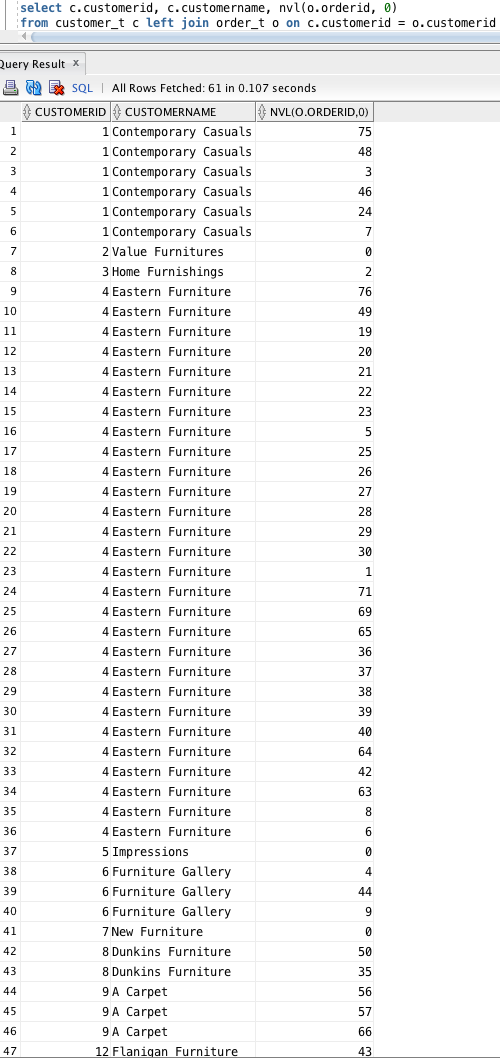 select c.customerid, c.customername, nvl(o.orderid, 0)
from customer_t c left join order_t o on c.customerid = o.customerid
Query Result x
SQL | All Rows Fetched: 61 in 0.107 seconds
CUSTOMERID CUSTOMERNAME NVL(O.ORDERID,0)
1 1 Contemporary Casuals 75
2 1 Contemporary Casuals 48
3 1 Contemporary Casuals 3
4 1 Contemporary Casuals 46
5 1 Contemporary Casuals 24
6 1 Contemporary Casuals 7
7 2 Value Furnitures 0
8 3 Home Furnishings 2
9 4 Eastern Furniture 76
10 4 Eastern Furniture 49
11 4 Eastern Furniture 19
12 4 Eastern Furniture 20
13 4 Eastern Furniture 21
14 4 Eastern Furniture 22
15 4 Eastern Furniture 23
16 4 Eastern Furniture 5
17 4 Eastern Furniture 25
18 4 Eastern Furniture 26
19 4 Eastern Furniture 27
20 4 Eastern Furniture 28
21 4 Eastern Furniture 29
22 4 Eastern Furniture 30
23 4 Eastern Furniture 1
24 4 Eastern Furniture 71
25 4 Eastern Furniture 69
26 4 Eastern Furniture 65
27 4 Eastern Furniture 36
28 4 Eastern Furniture 37
29 4 Eastern Furniture 38
30 4 Eastern Furniture 39
31 4 Eastern Furniture 40
32 4 Eastern Furniture 64
33 4 Eastern Furniture 42
34 4 Eastern Furniture 63
35 4 Eastern Furniture 8
36 4 Eastern Furniture 6
37 5 Impressions 0
38 6 Furniture Gallery 4
39 6 Furniture Gallery 44
40 6 Furniture Gallery 9
41 7 New Furniture 0
42 8 Dunkins Furniture 50
43 8 Dunkins Furniture 35
44 9 A Carpet 56
45 9 A Carpet 57
46 9 A Carpet 66
47 12 Flanigan Furniture 43